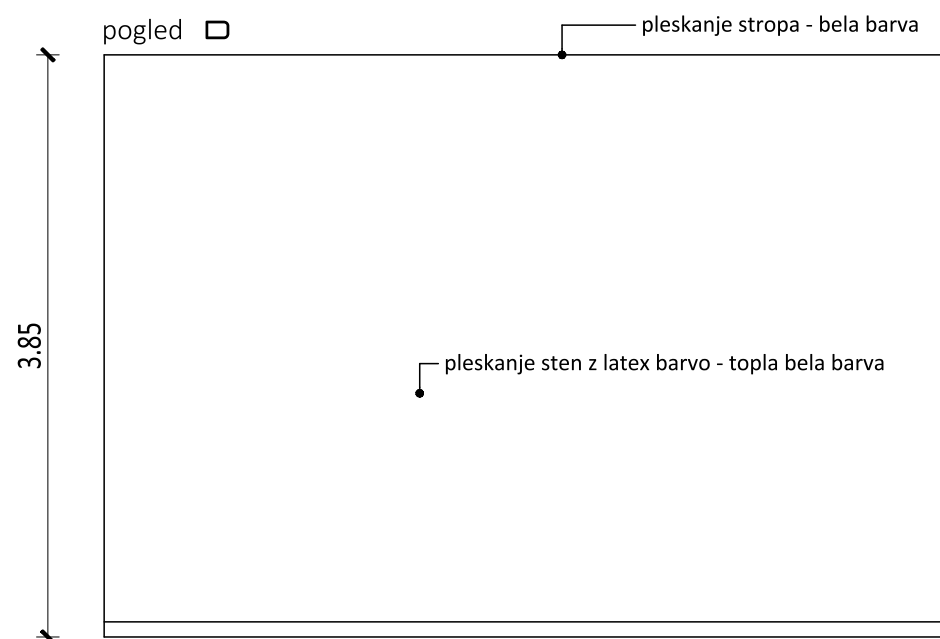 pogled D
pleskanje stropa - bela barva
3.85
pleskanje sten z latex barvo - topla bela barva